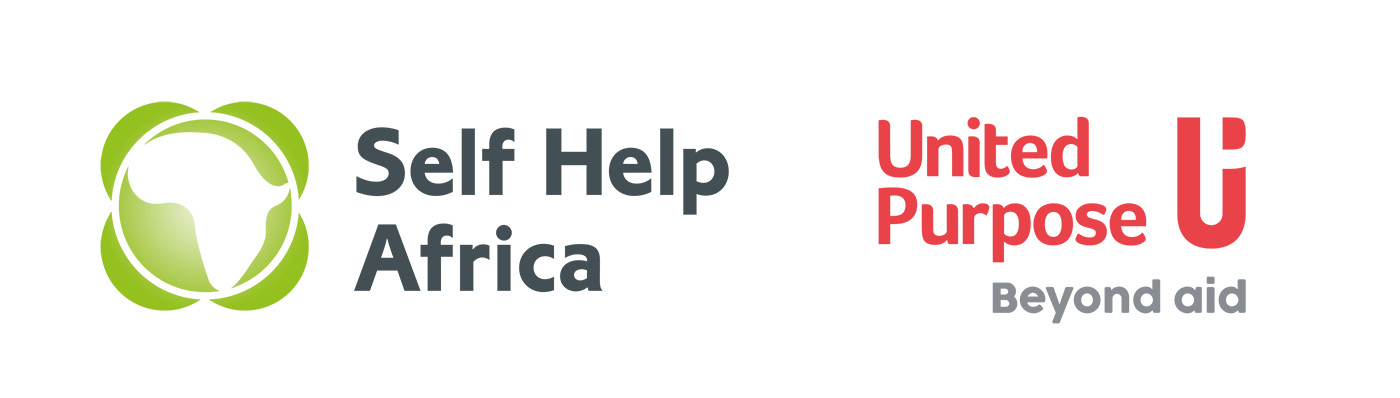 Self Help
Africa
United
Purpose
Beyond aid